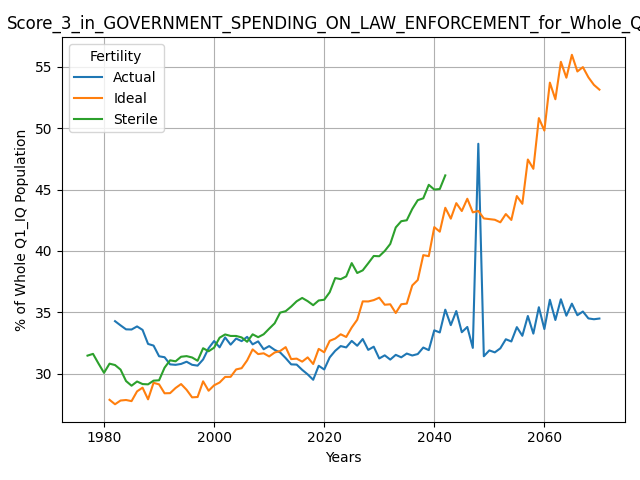 Score_3_in_GOVERNMENT_SPENDING_ON_LAW_ENFORCEMENT_for_Whole_Q
Fertility
Actual
Ideal
Sterile
55
50
45
40
35
30
% of Whole Q1_IQ Population
1980 2000 2020 2040 2060
Years